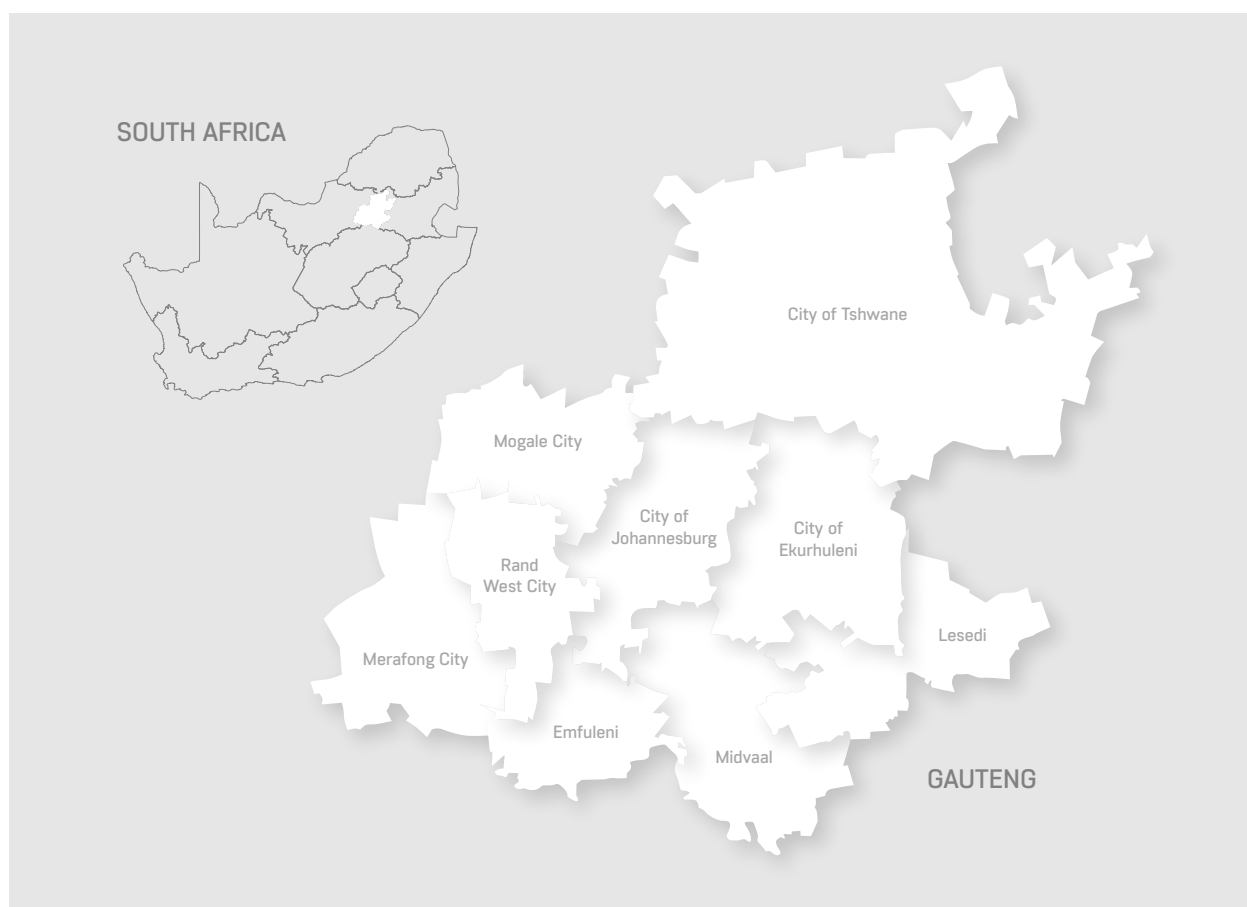 SOUTH AFRICA
City of Tshwane
Mogale City
City of
Johannesburg
City of
Ekurhuleni
Rand
West City
Lesedi
Merafong City
Emfuleni
Midvaal
GAUTENG